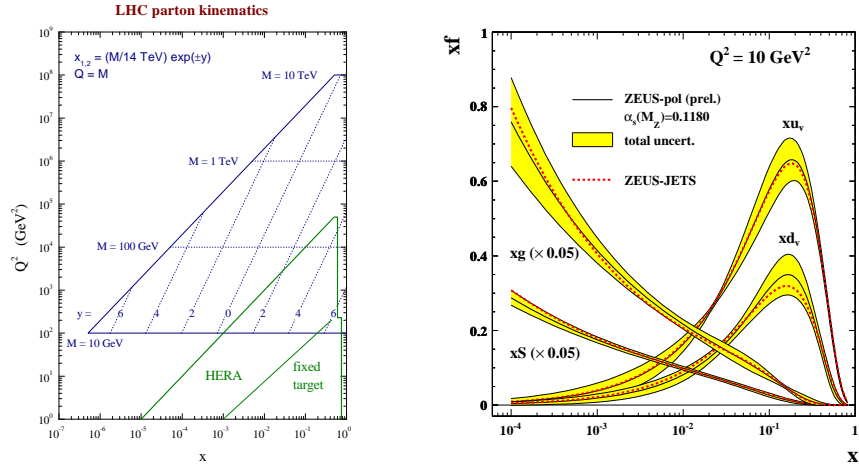 LHC parton kinematics
x₁,₂ = (M/14 TeV) exp(±y)
Q = M
M = 10 TeV
M = 1 TeV
M = 100 GeV
M = 10 GeV
y = 6 4 2 0 2 4 6
HERA
fixed
target
Q² (GeV²)
10⁹
10⁸
10⁷
10⁶
10⁵
10⁴
10³
10²
10¹
10⁰
10⁻⁷ 10⁻⁶ 10⁻⁵ 10⁻⁴ 10⁻³ 10⁻² 10⁻¹ 10⁰
x
xf
Q² = 10 GeV²
ZEUS-pol (prel.)
αₛ(M_Z)=0.1180
total uncert.
ZEUS-JETS
xuᵥ
xdᵥ
xg (× 0.05)
xS (× 0.05)
1
0.8
0.6
0.4
0.2
0
10⁻⁴ 10⁻³ 10⁻² 10⁻¹ 1
x